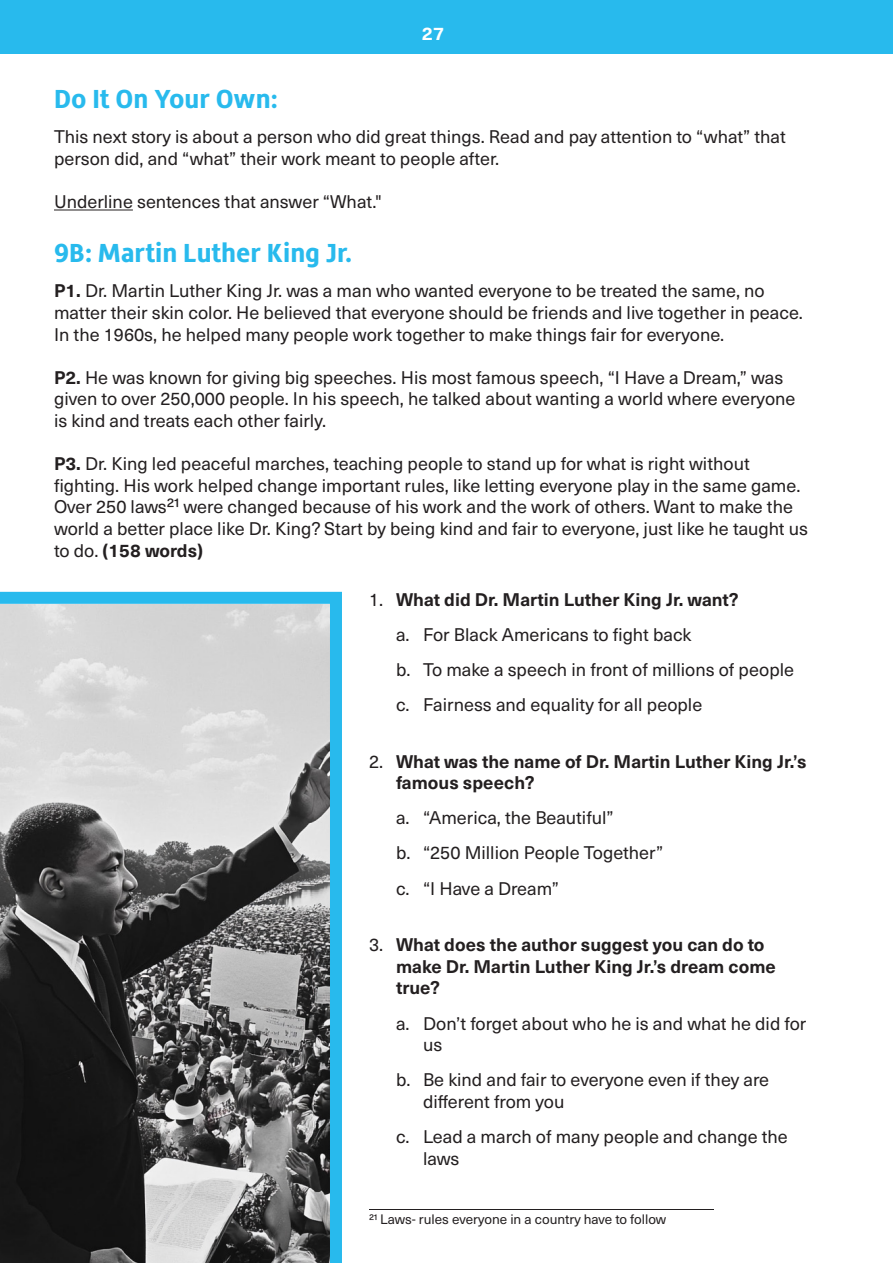 27
Do It On Your Own:
This next story is about a person who did great things. Read and pay attention to “what” that
person did, and “what” their work meant to people after.
Underline sentences that answer “What."
9B: Martin Luther King Jr.
P1. Dr. Martin Luther King Jr. was a man who wanted everyone to be treated the same, no
matter their skin color. He believed that everyone should be friends and live together in peace.
In the 1960s, he helped many people work together to make things fair for everyone.
P2. He was known for giving big speeches. His most famous speech, “I Have a Dream,” was
given to over 250,000 people. In his speech, he talked about wanting a world where everyone
is kind and treats each other fairly.
P3. Dr. King led peaceful marches, teaching people to stand up for what is right without
fighting. His work helped change important rules, like letting everyone play in the same game.
Over 250 laws²¹ were changed because of his work and the work of others. Want to make the
world a better place like Dr. King? Start by being kind and fair to everyone, just like he taught us
to do. (158 words)
1. What did Dr. Martin Luther King Jr. want?
a. For Black Americans to fight back
b. To make a speech in front of millions of people
c. Fairness and equality for all people
2. What was the name of Dr. Martin Luther King Jr.’s
famous speech?
a. “America, the Beautiful”
b. “250 Million People Together”
c. “I Have a Dream”
3. What does the author suggest you can do to
make Dr. Martin Luther King Jr.’s dream come
true?
a. Don’t forget about who he is and what he did for
us
b. Be kind and fair to everyone even if they are
different from you
c. Lead a march of many people and change the
laws
²¹ Laws- rules everyone in a country have to follow